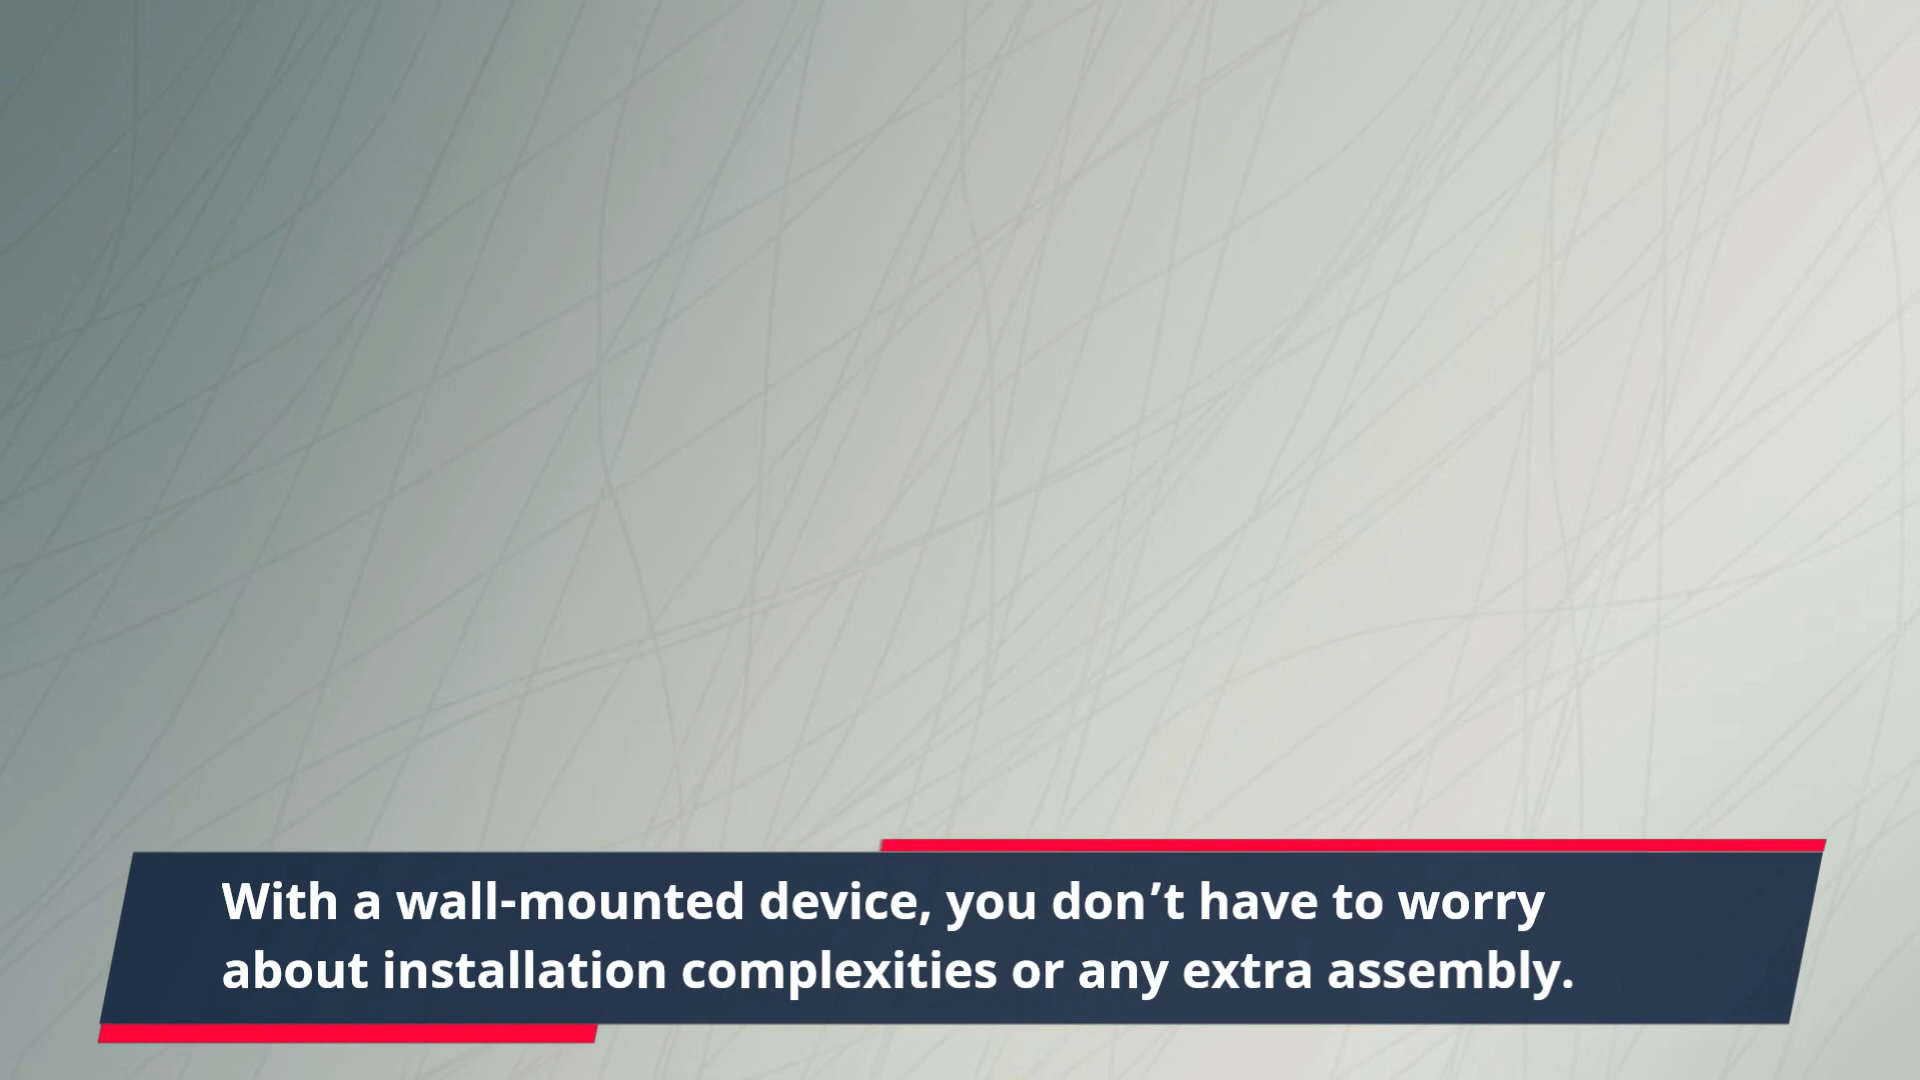 With a wall-mounted device, you don’t have to worry
about installation complexities or any extra assembly.